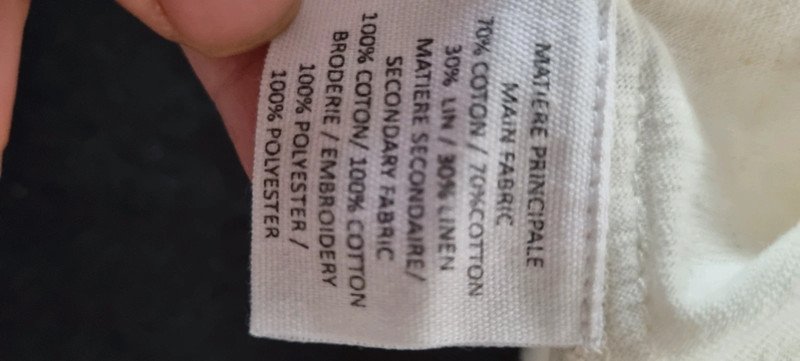 MATIERE PRINCIPALE
MAIN FABRIC
70% COTON / 70%COTTON
30% LIN / 30% LINEN
MATIERE SECONDAIRE/
SECONDARY FABRIC
100% COTON/ 100% COTTON
BRODERIE / EMBROIDERY
100% POLYESTER /
100% POLYESTER